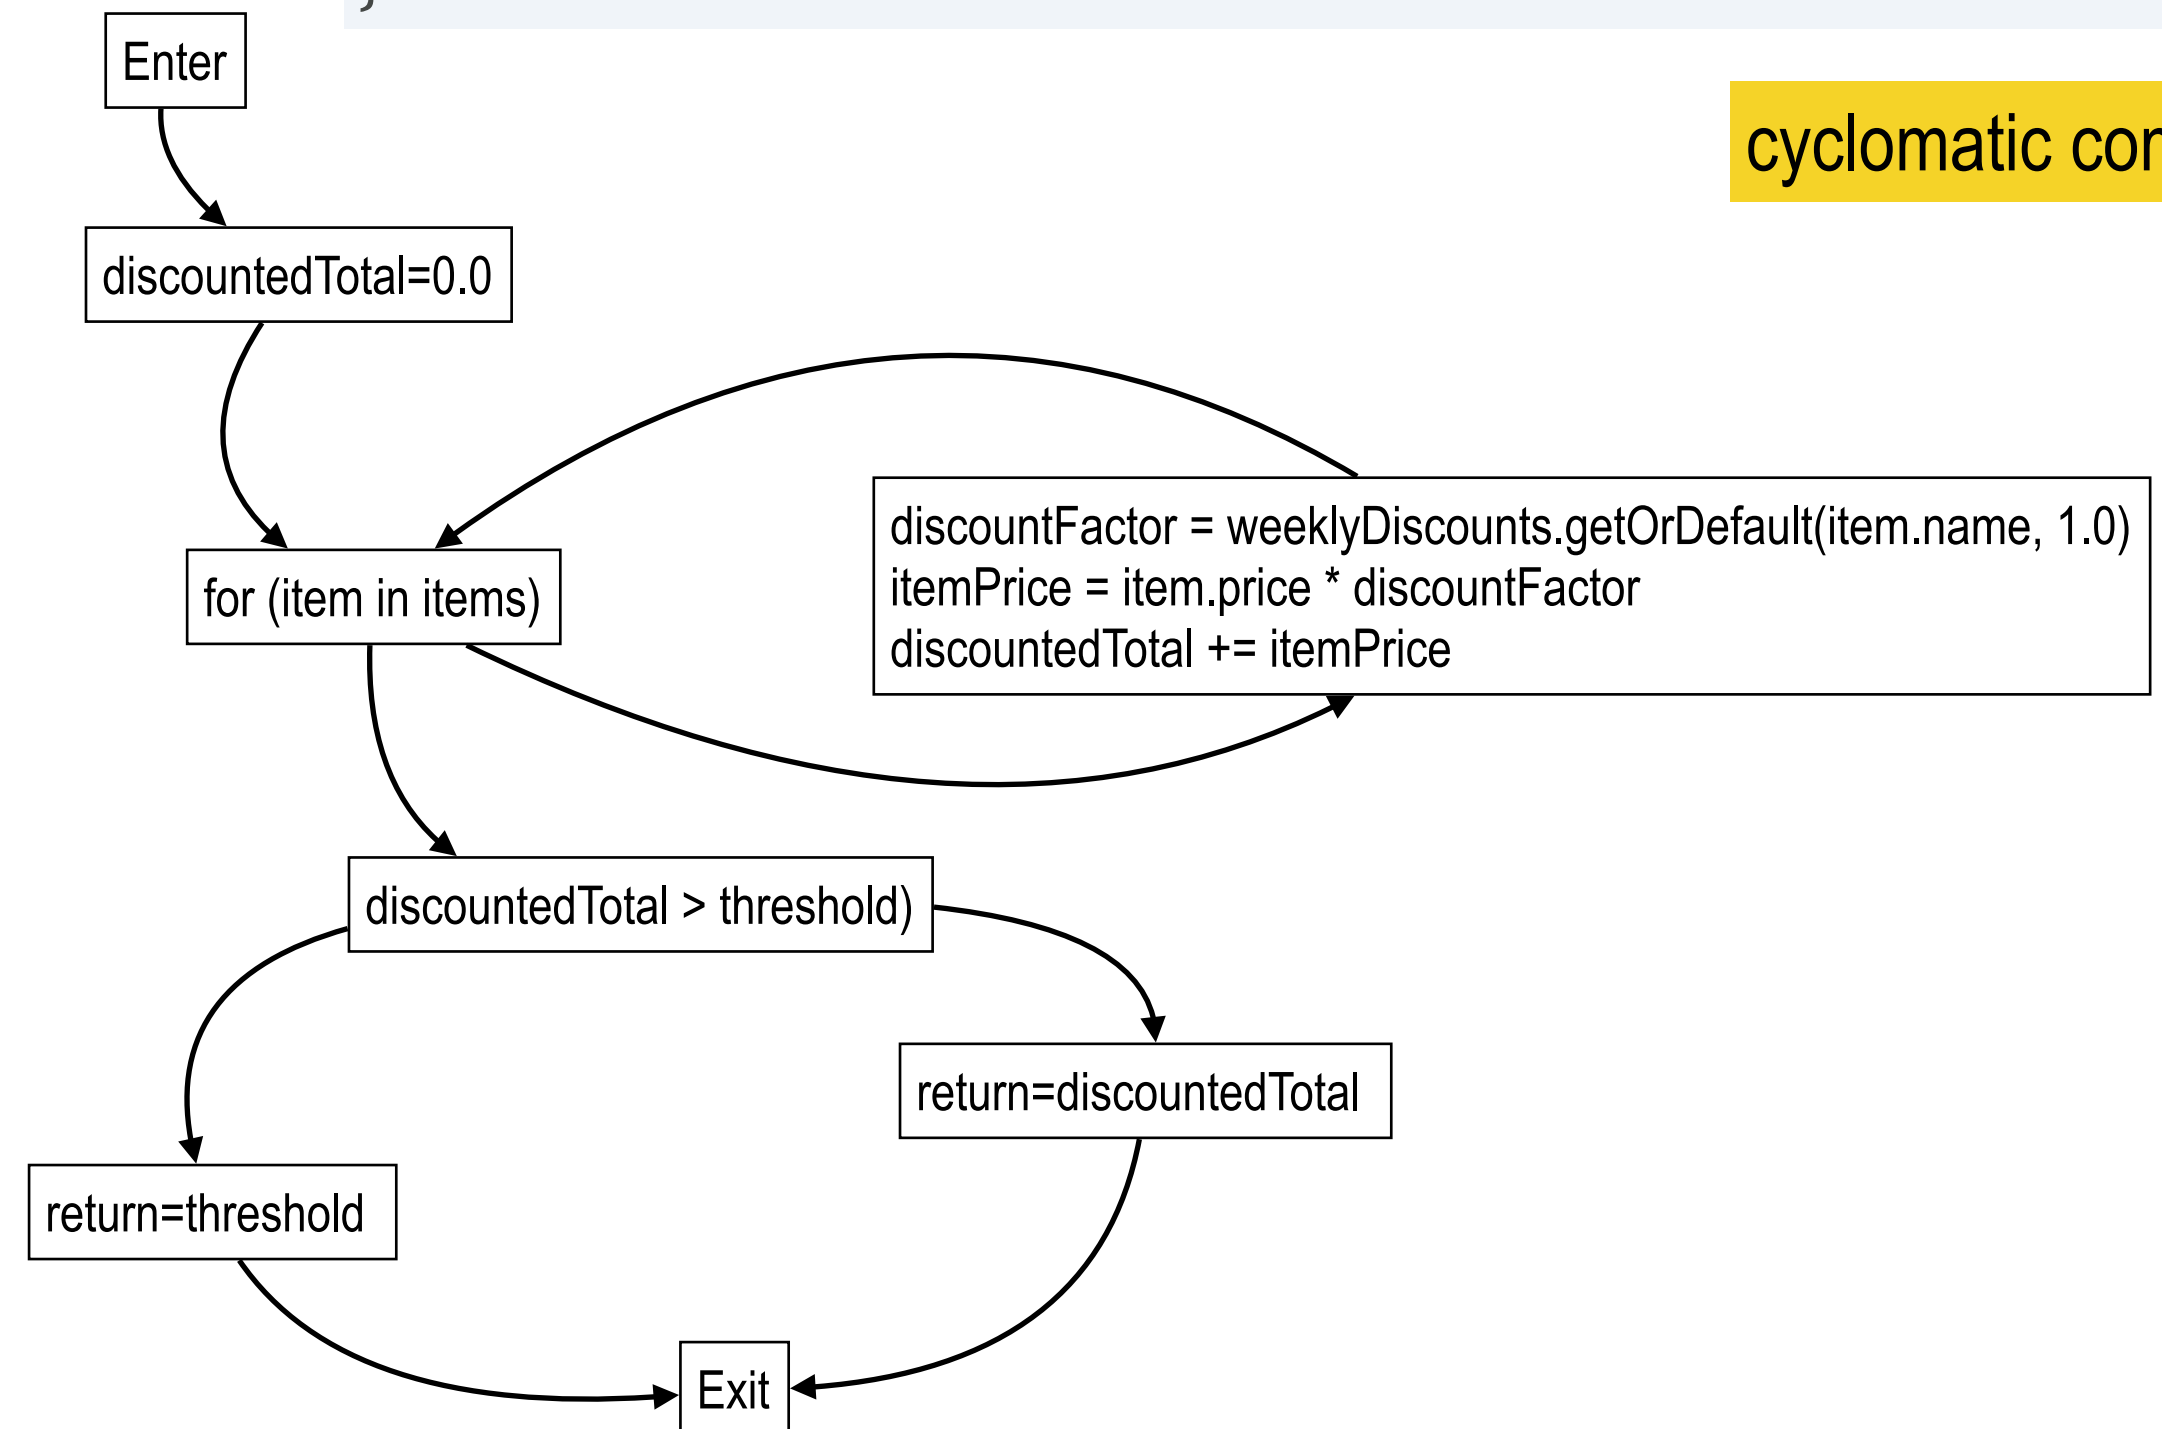 }
Enter
cyclomatic
discountedTotal=0.0
discountFactor = weeklyDiscounts.getOrDefault(item.name, 1.0)
itemPrice = item.price * discountFactor
discountedTotal += itemPrice
for (item in items)
discountedTotal > threshold)
return=discountedTotal
return=threshold
Exit